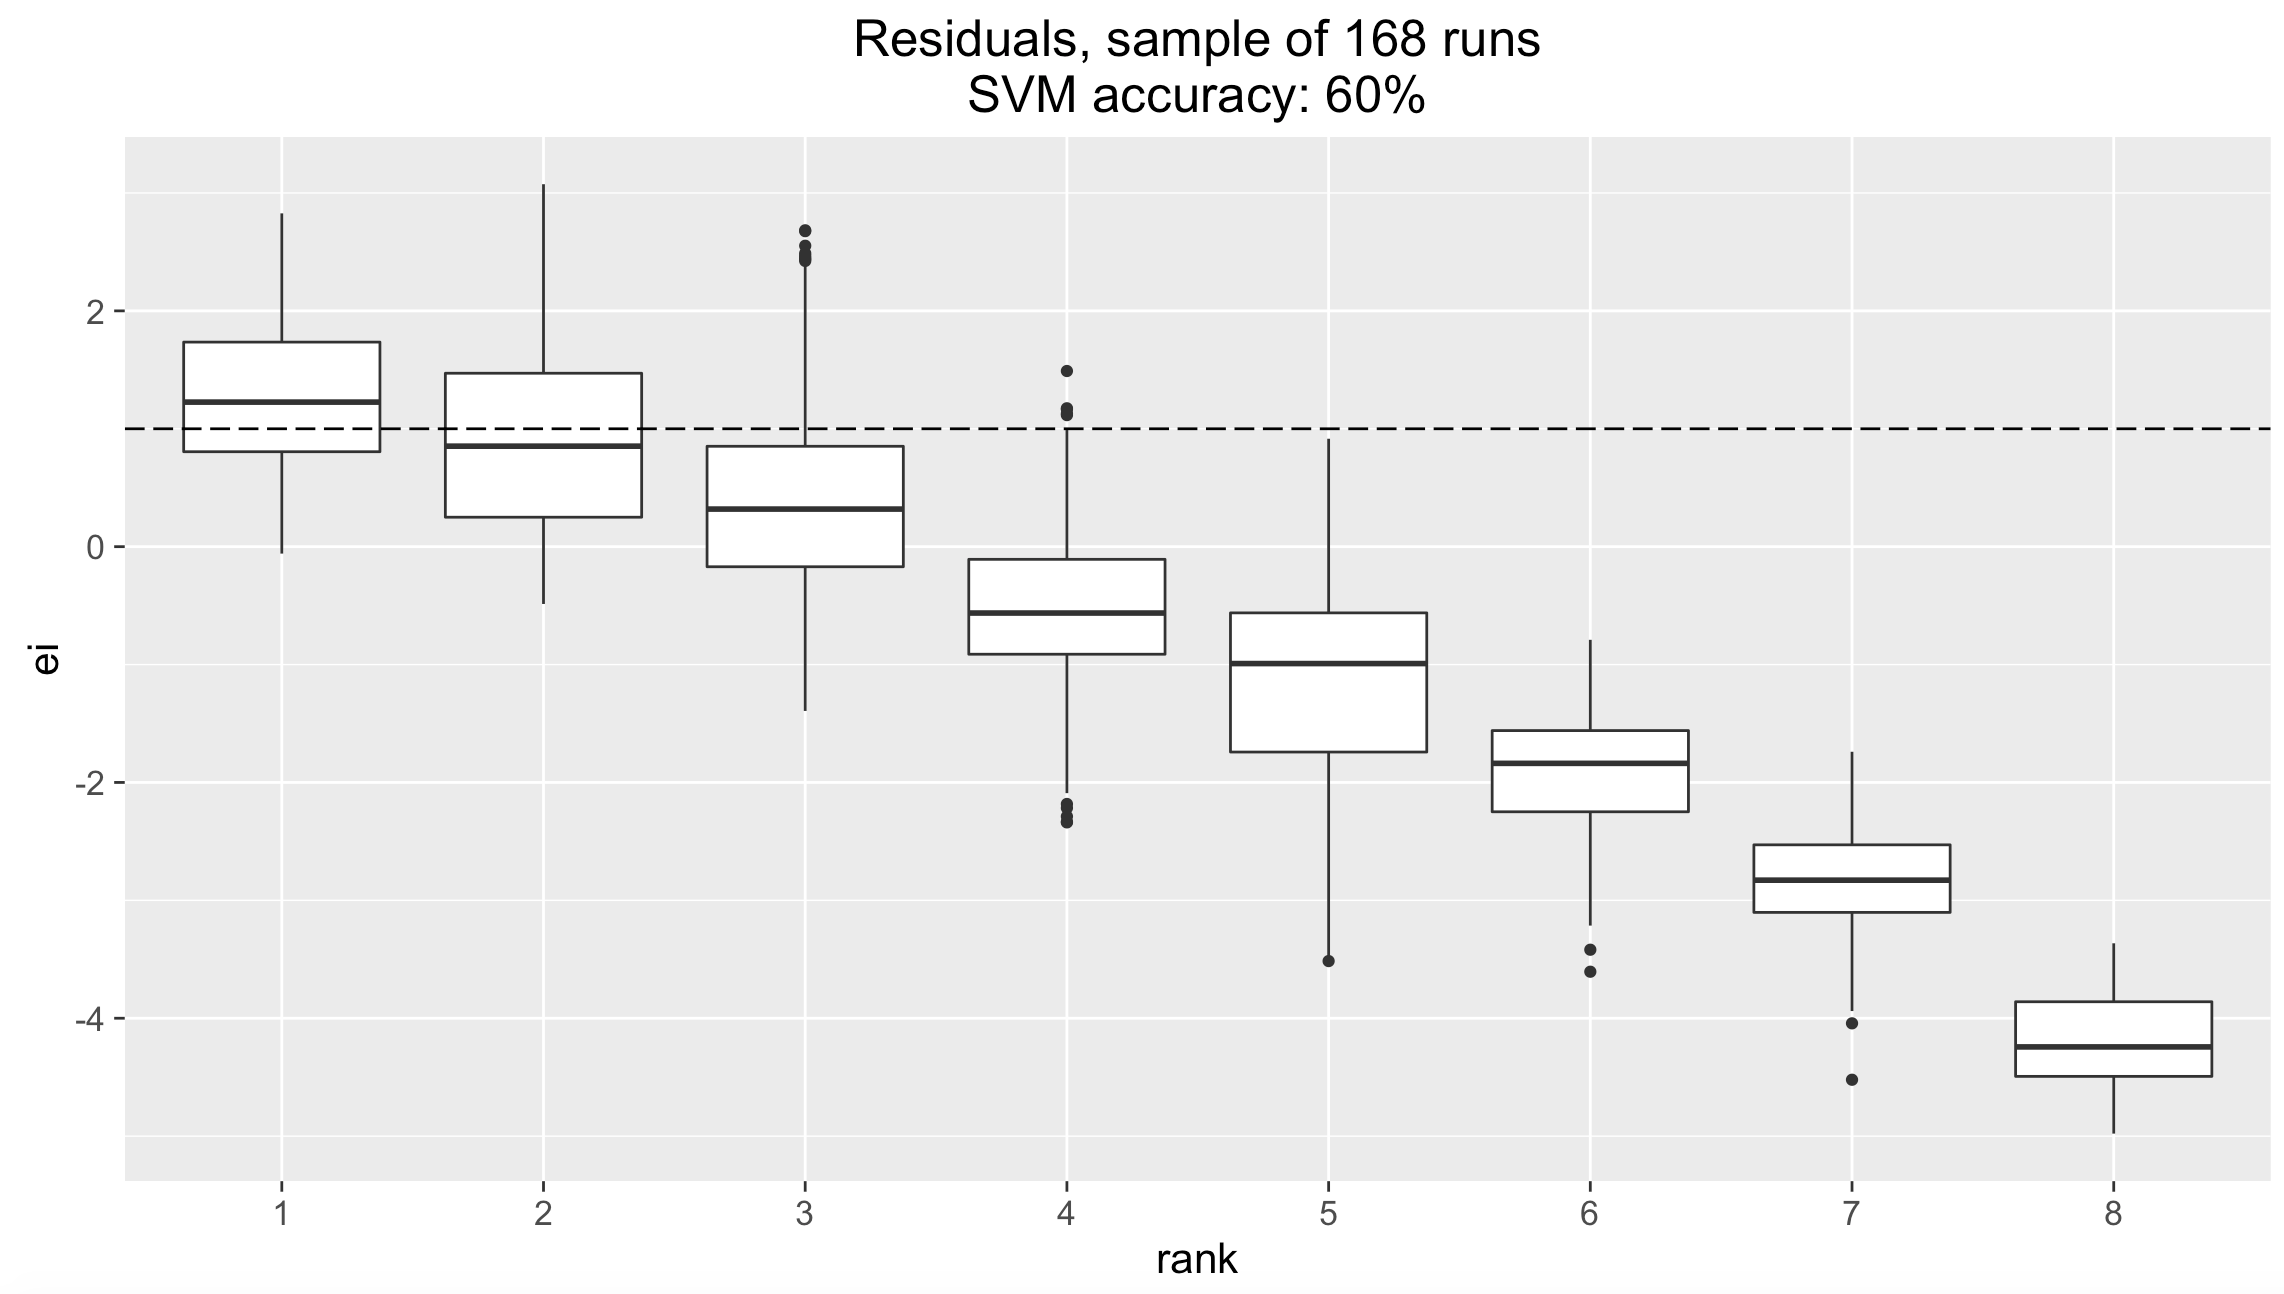 Residuals, sample of 168 runs
SVM accuracy: 60%
2
0
-2
-4
ei
1 2 3 4 5 6 7 8
rank